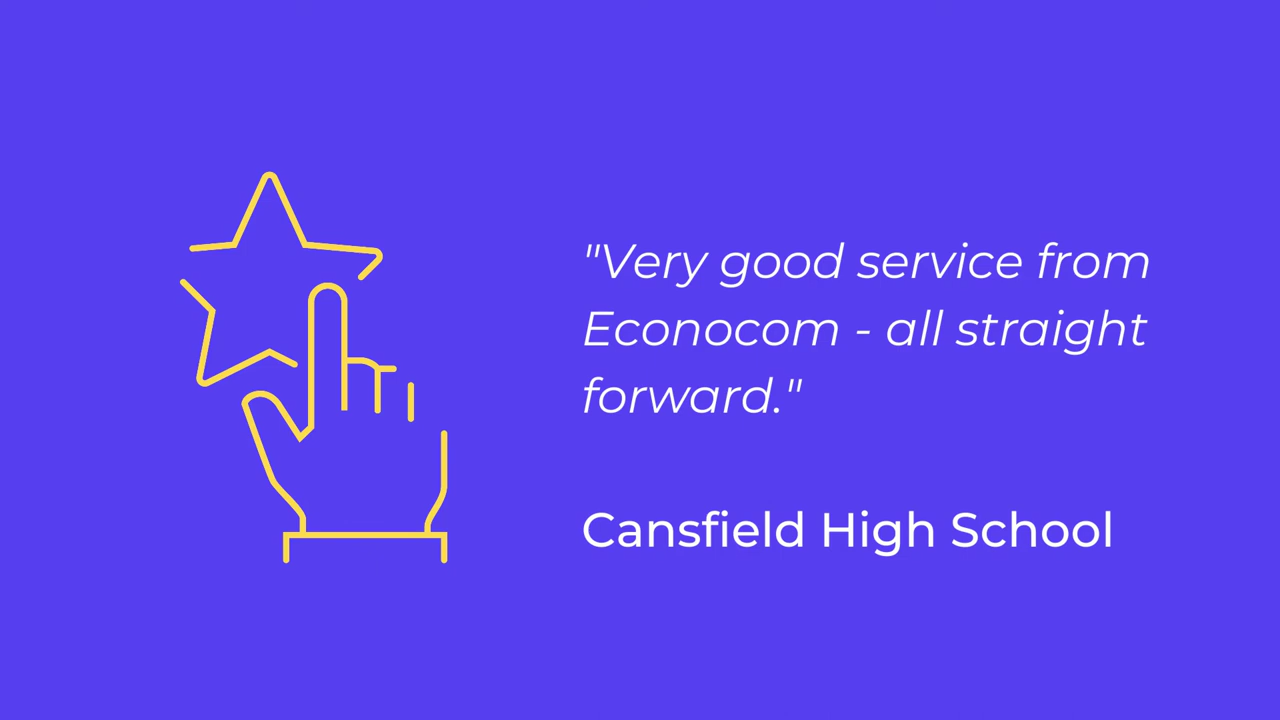 "Very good service from
Econocom - all straight
forward."
Cansfield High School